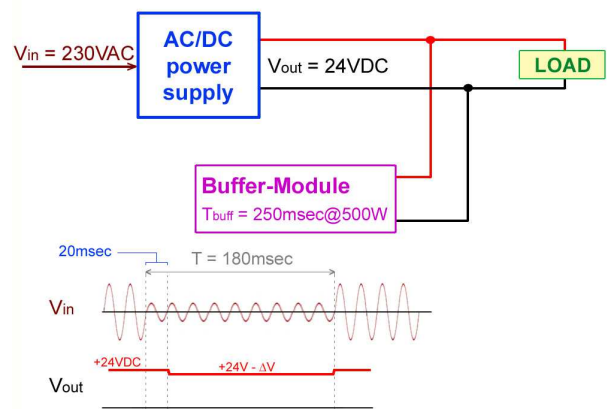 AC/DC
power
supply
Vin = 230VAC
Vout = 24VDC
LOAD
Buffer-Module
Tbuff = 250msec@500W
20msec
T = 180msec
Vin
+24VDC
+24V - ΔV
Vout